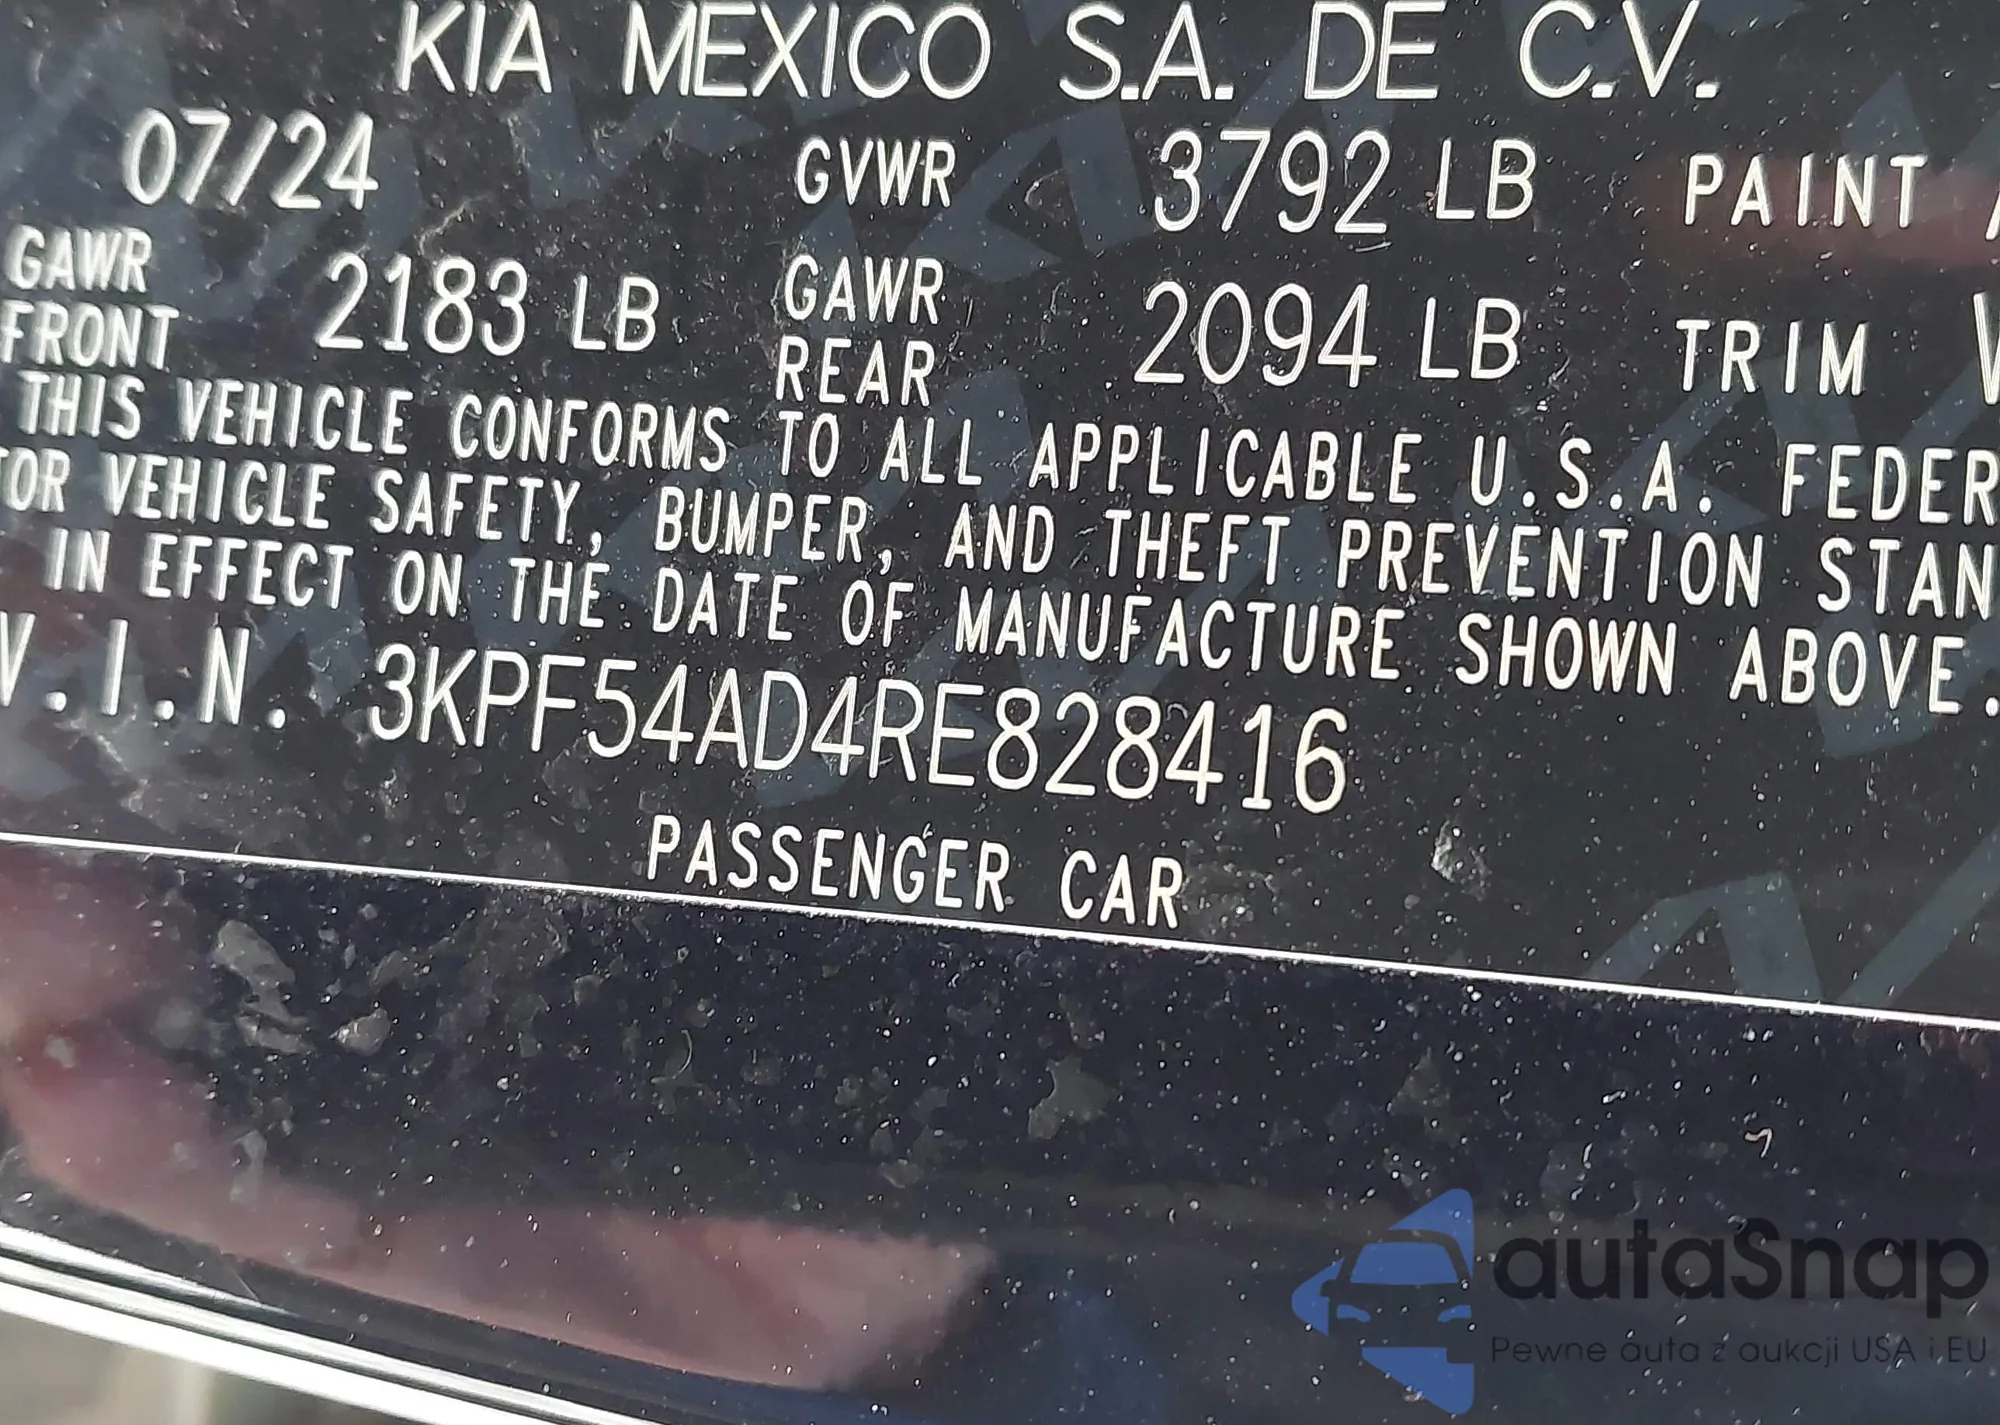 KIA MEXICO S.A. DE C.V.
07/24 GVWR 3792 LB PAINT
GAWR FRONT 2183 LB GAWR REAR 2094 LB TRIM
THIS VEHICLE CONFORMS TO ALL APPLICABLE U.S.A. FEDER
TOR VEHICLE SAFETY, BUMPER, AND THEFT PREVENTION STAN
IN EFFECT ON THE DATE OF MANUFACTURE SHOWN ABOVE.
V.I.N. 3KPF54AD4RE828416
PASSENGER CAR
autaSnap
Pewne auta z aukcji USA i EU